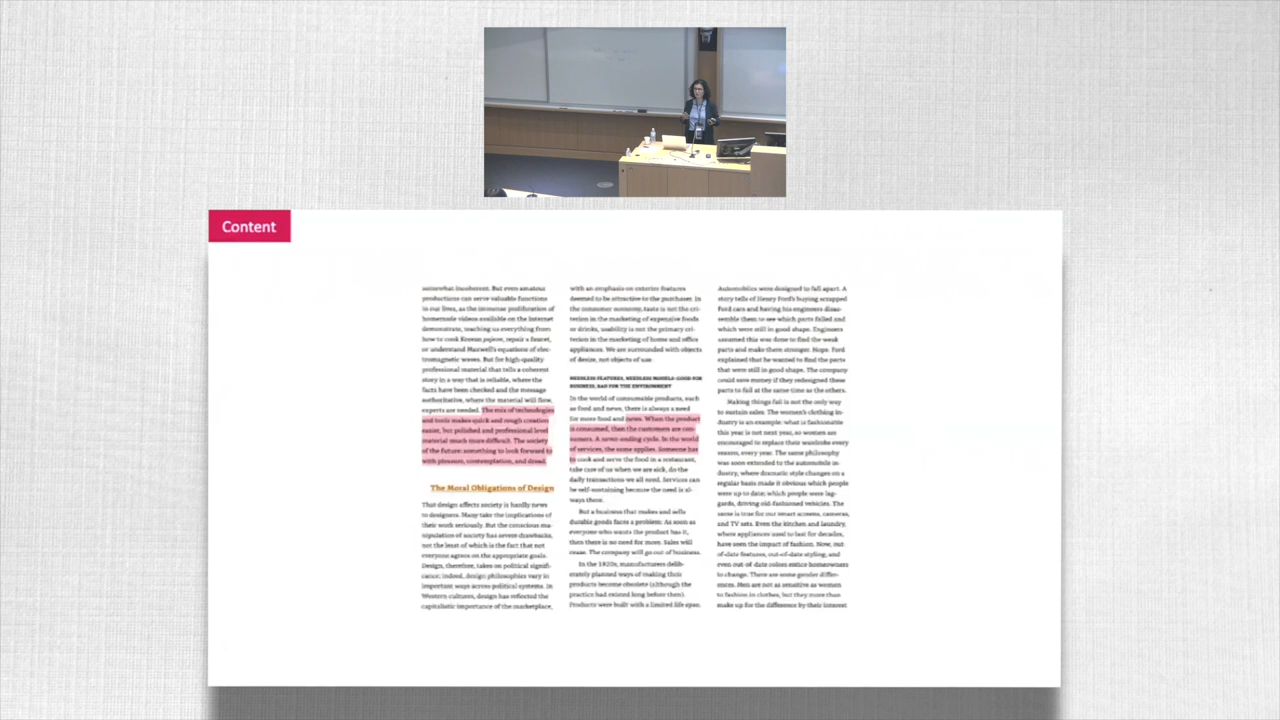 Content
somewhat incoherent. But even amateur
productions can serve valuable functions
in our lives, as the immense proliferation of
homemade videos available on the Internet
demonstrate, teaching us everything from
how to cook Korean pajeon, repair a faucet,
or understand Maxwell's equations of elec-
tromagnetic waves. But for high-quality
professional material that tells a coherent
story in a way that is reliable, where the
facts have been checked and the message
authoritative, where the material will flow,
experts are needed. The mix of technologies
and tools makes quick and rough creation
easier, but polished and professional level
material much more difficult. The society
of the future: something to look forward to
with pleasure, contemplation, and dread.
The Moral Obligations of Design
That design affects society is hardly news
to designers. Many take the implications of
their work seriously. But the conscious ma-
nipulation of society has severe drawbacks,
not the least of which is the fact that not
everyone agrees on the appropriate goals.
Design, therefore, takes on political signifi-
cance; indeed, design philosophies vary in
important ways across political systems. In
Western cultures, design has reflected the
capitalistic importance of the marketplace,
with an emphasis on exterior features
deemed to be attractive to the purchaser. In
the consumer economy, taste is not the cri-
terion in the marketing of expensive foods
or drinks, usability is not the primary cri-
terion in the marketing of home and office
appliances. We are surrounded with objects
of desire, not objects of use.
NEEDLESS FEATURES, NEEDLESS MODELS: GOOD FOR
BUSINESS, BAD FOR THE ENVIRONMENT
In the world of consumable products, such
as food and news, there is always a need
for more food and news. When the product
is consumed, then the customers are con-
sumers. A never-ending cycle. In the world
of services, the same applies. Someone has
to cook and serve the food in a restaurant,
take care of us when we are sick, do the
daily transactions we all need. Services can
be self-sustaining because the need is al-
ways there.
But a business that makes and sells
durable goods faces a problem: As soon as
everyone who wants the product has it,
then there is no need for more. Sales will
cease. The company will go out of business.
In the 1920s, manufacturers delib-
erately planned ways of making their
products become obsolete (although the
practice had existed long before then).
Products were built with a limited life span.
Automobiles were designed to fall apart. A
story tells of Henry Ford's buying scrapped
Ford cars and having his engineers disas-
semble them to see which parts failed and
which were still in good shape. Engineers
assumed this was done to find the weak
parts and make them stronger. Nope. Ford
explained that he wanted to find the parts
that were still in good shape. The company
could save money if they redesigned these
parts to fail at the same time as the others.
Making things fail is not the only way
to sustain sales. The women's clothing in-
dustry is an example: what is fashionable
this year is not next year, so women are
encouraged to replace their wardrobe every
season, every year. The same philosophy
was soon extended to the automobile in-
dustry, where dramatic style changes on a
regular basis made it obvious which people
were up to date; which people were lag-
gards, driving old-fashioned vehicles. The
same is true for our smart screens, cameras,
and TV sets. Even the kitchen and laundry,
where appliances used to last for decades,
have seen the impact of fashion. Now, out-
of-date features, out-of-date styling, and
even out-of-date colors entice homeowners
to change. There are some gender differ-
ences. Men are not as sensitive as women
to fashion in clothes, but they more than
make up for the difference by their interest